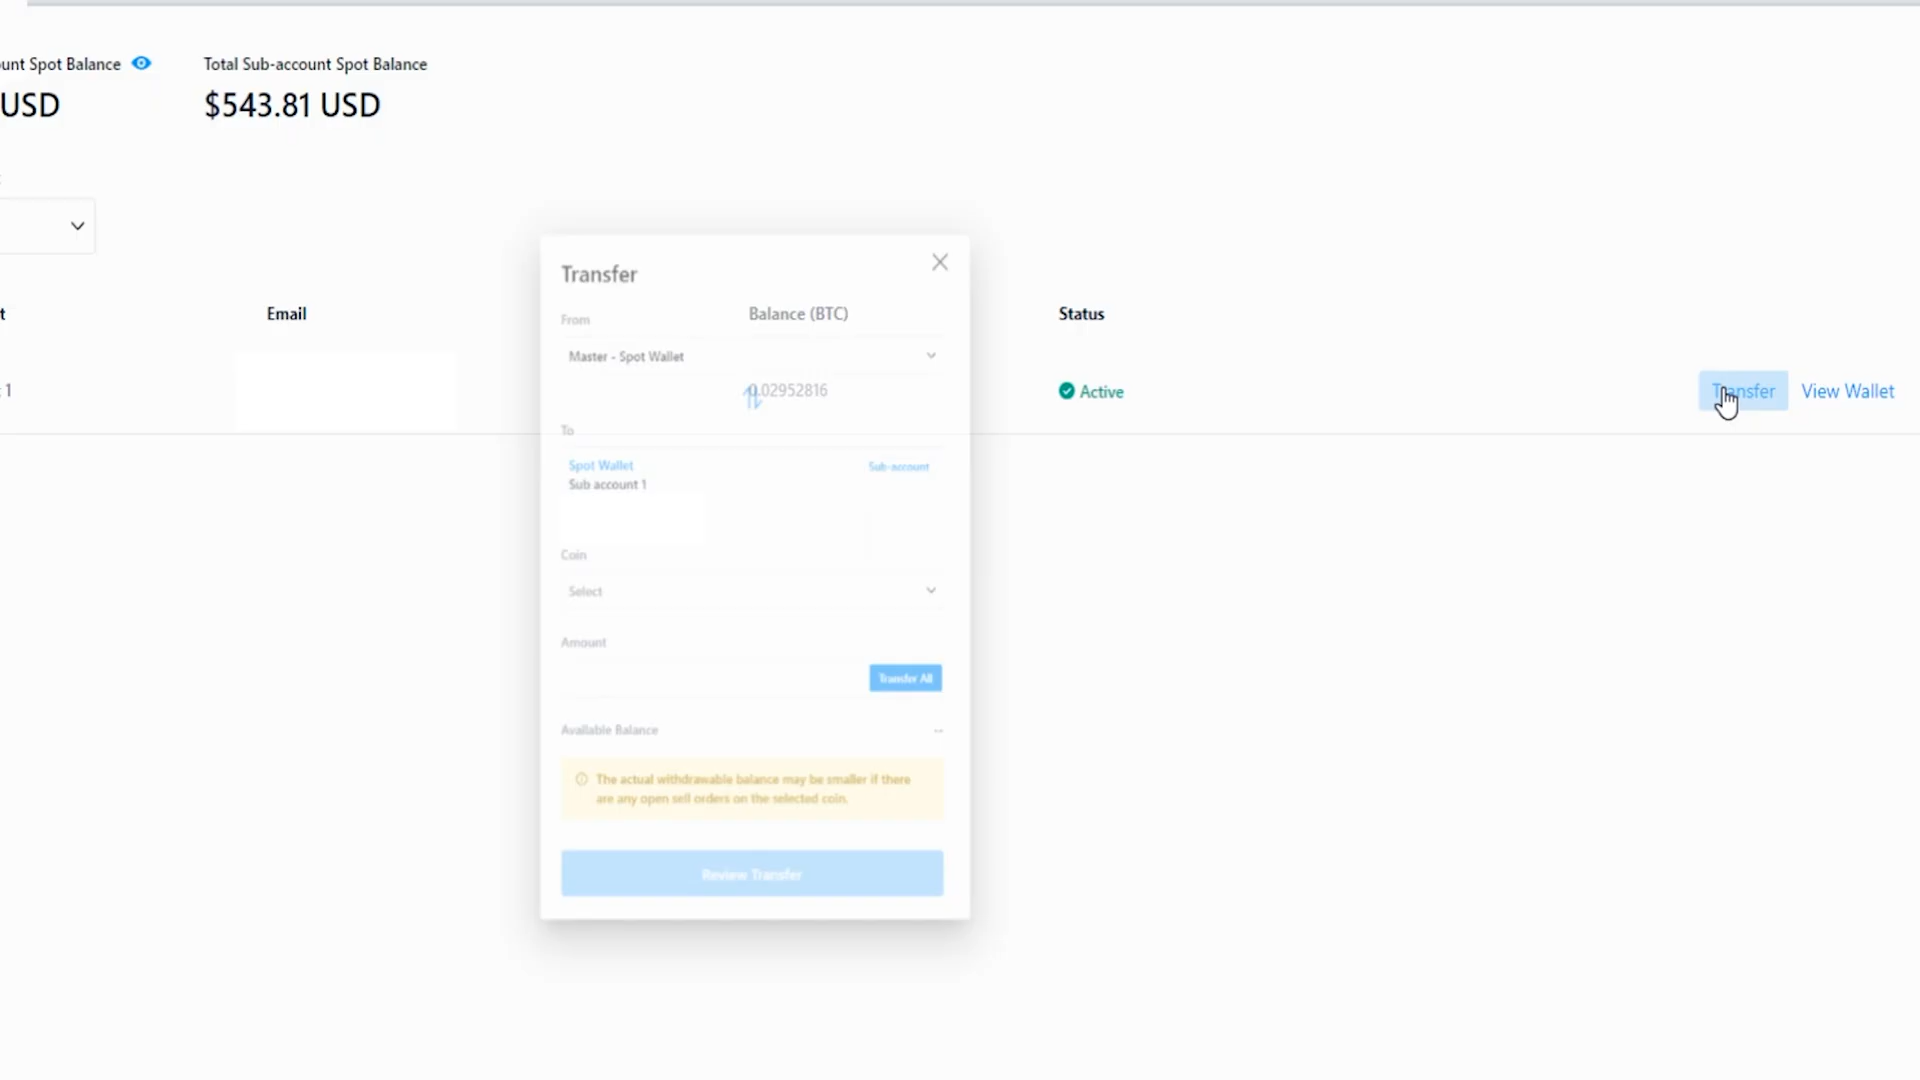 unt Spot Balance
Total Sub-account Spot Balance
USD
$543.81 USD
Transfer
t
Email
From
Balance (BTC)
Status
Master - Spot Wallet
1
0.02952816
Active
Transfer
View Wallet
To
Spot Wallet
Sub-account
Sub account 1
Coin
Select
Amount
Transfer All
Available Balance
--
The actual withdrawable balance may be smaller if there
are any open sell orders on the selected coin.
Review Transfer